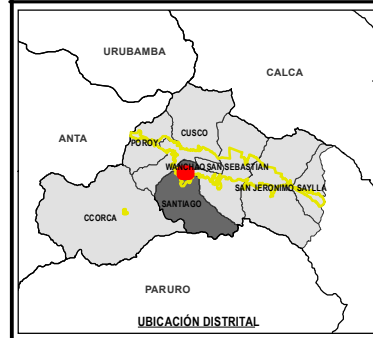 URUBAMBA
CALCA
ANTA
CUSCO
POROY
WANCHAQ SAN SEBASTIAN
SAN JERONIMO SAYLLA
SANTIAGO
CCORCA
PARURO
UBICACIÓN DISTRITAL